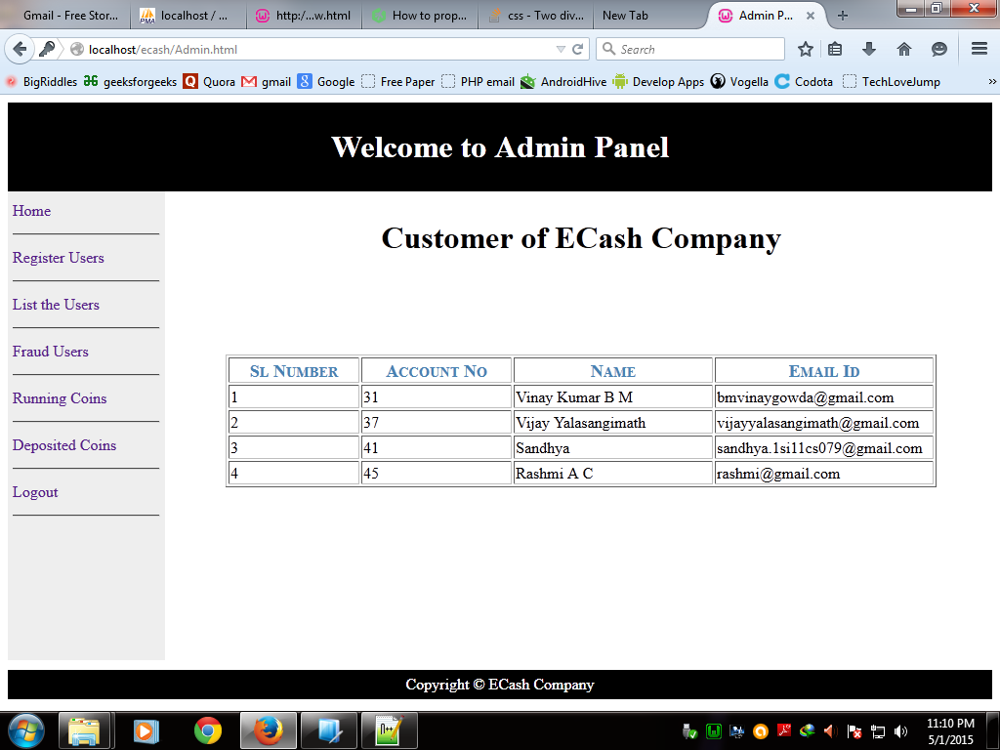 Gmail - Free Stor... localhost / ... http:/...w.html How to prop... css - Two div... New Tab Admin P...
localhost/ecash/Admin.html Search
BigRiddles geeksforgeeks Quora gmail Google Free Paper PHP email AndroidHive Develop Apps Vogella Codota TechLoveJump »
Welcome to Admin Panel
Home
Register Users
List the Users
Fraud Users
Running Coins
Deposited Coins
Logout
Customer of ECash Company
Sl Number Account No Name Email Id
1 31 Vinay Kumar B M bmvinaygowda@gmail.com
2 37 Vijay Yalasangimath vijayyalasangimath@gmail.com
3 41 Sandhya sandhya.1si11cs079@gmail.com
4 45 Rashmi A C rashmi@gmail.com
Copyright © ECash Company
11:10 PM
5/1/2015